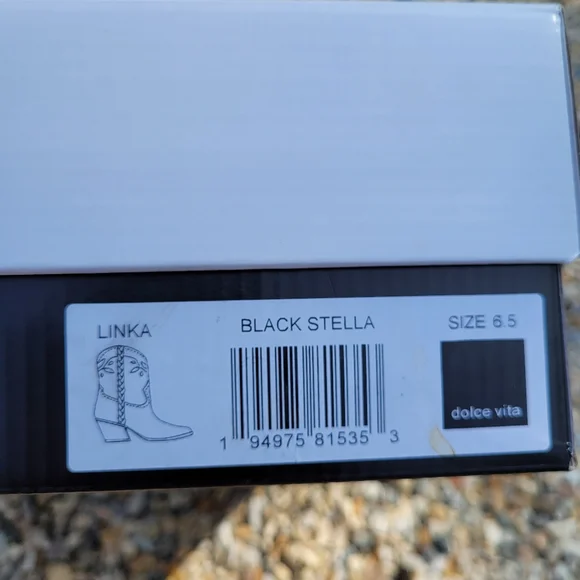 LINKA
BLACK STELLA
SIZE 6.5
dolce vita
1 94975 81535 3